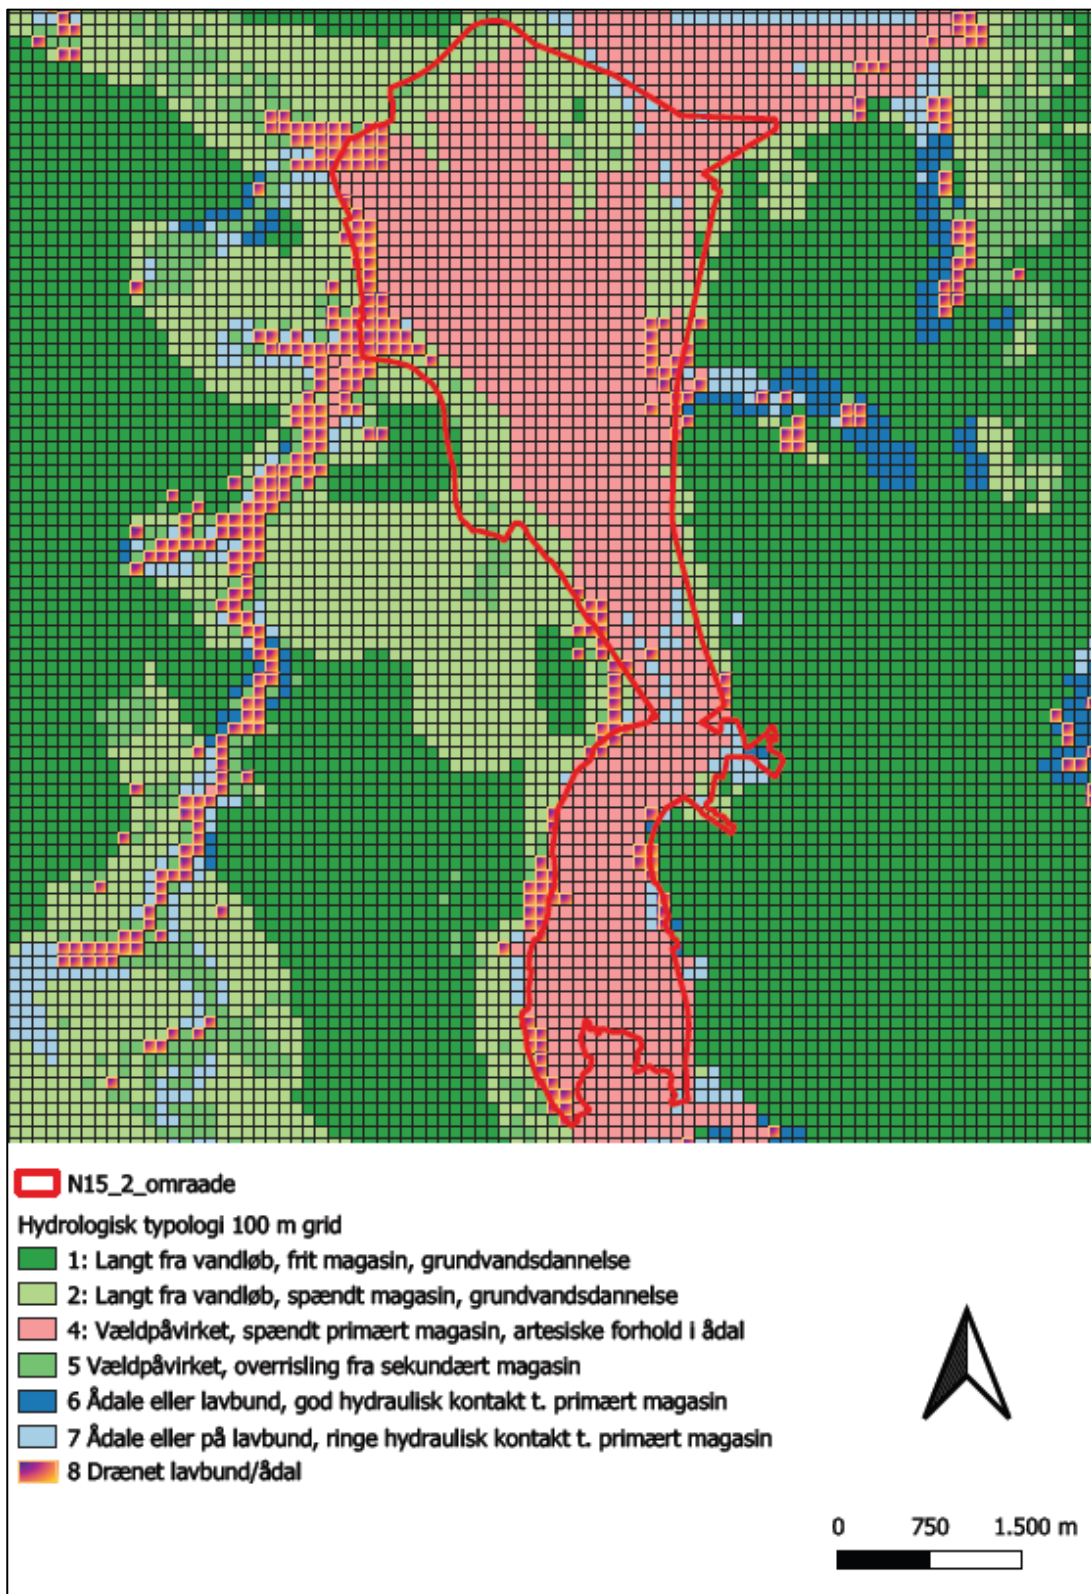 N15_2_omraade
Hydrologisk typologi 100 m grid
1: Langt fra vandløb, frit magasin, grundvandsdannelse
2: Langt fra vandløb, spændt magasin, grundvandsdannelse
4: Vældpåvirket, spændt primært magasin, artesiske forhold i ådal
5 Vældpåvirket, overrisling fra sekundært magasin
6 Ådale eller lavbund, god hydraulisk kontakt t. primært magasin
7 Ådale eller på lavbund, ringe hydraulisk kontakt t. primært magasin
8 Drænet lavbund/ådal
0 750 1.500 m